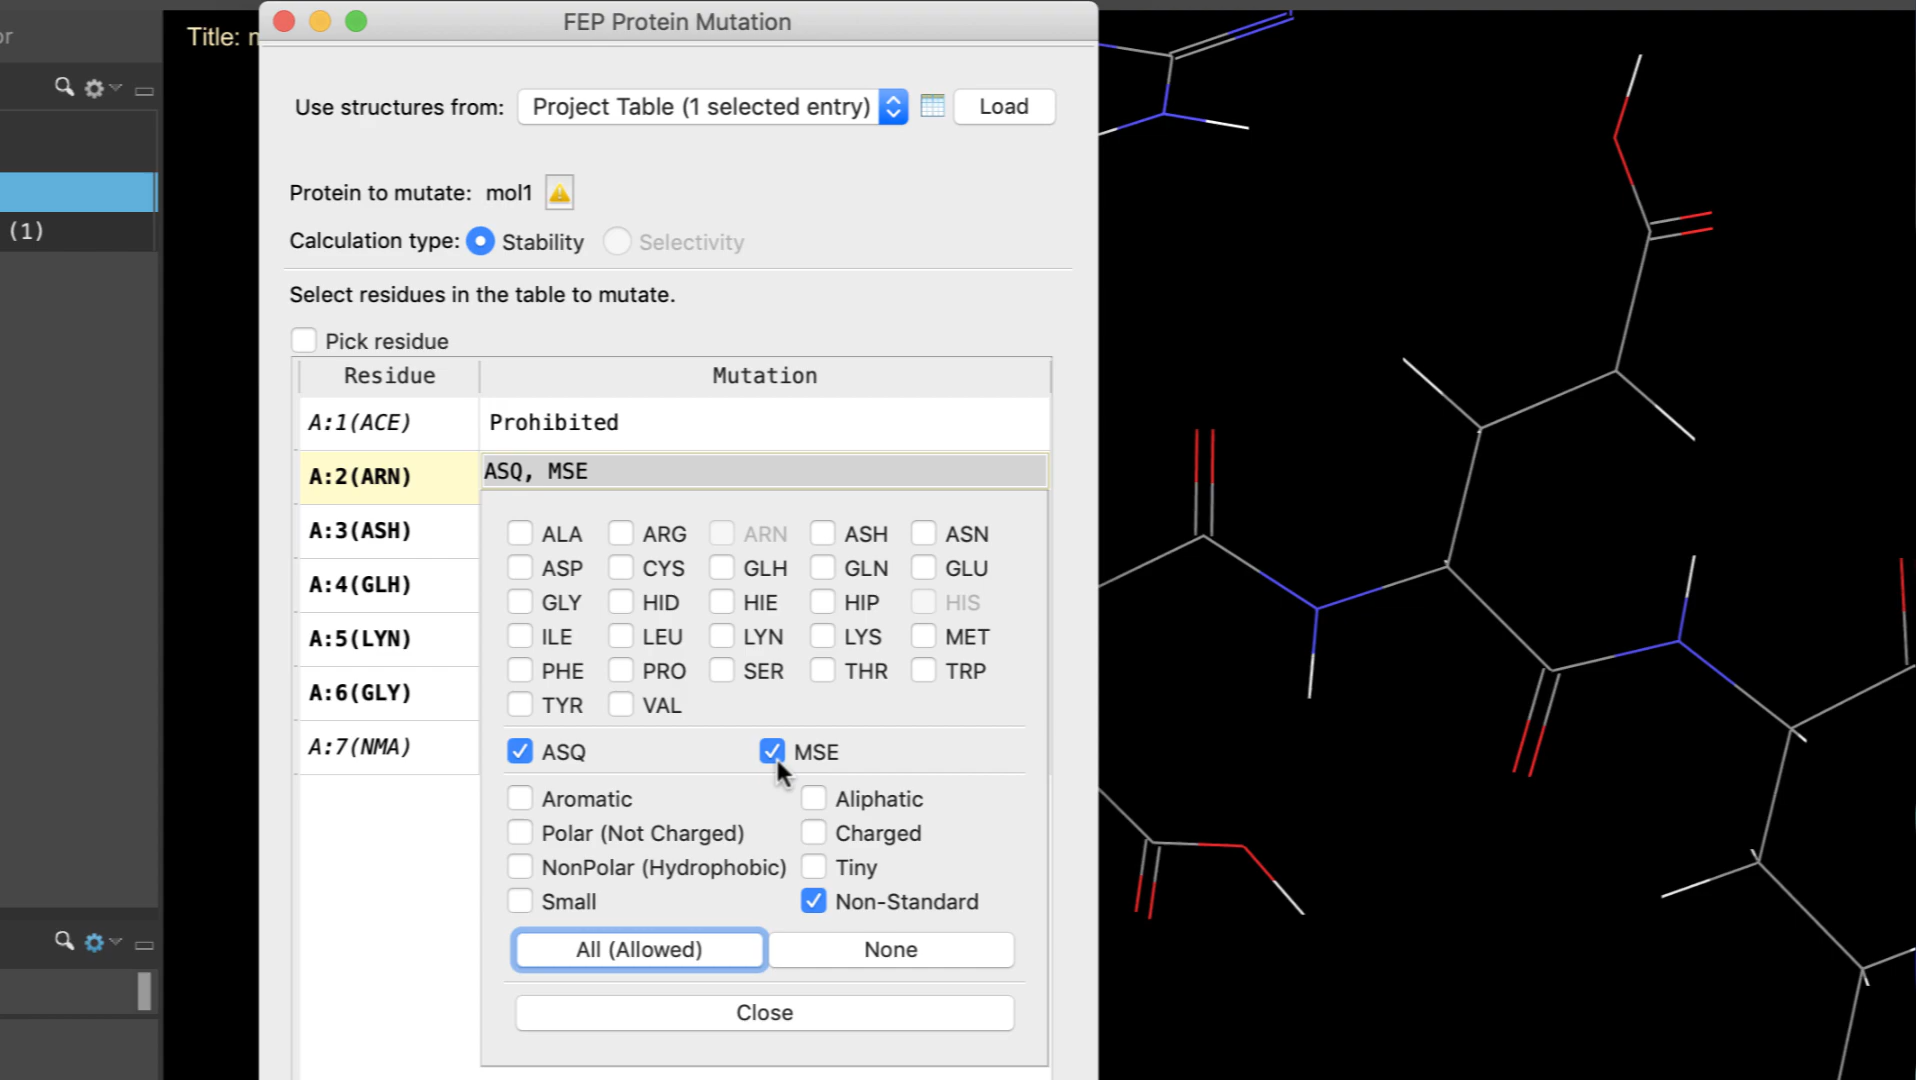 FEP Protein Mutation
or
Title:
Use structures from: Project Table (1 selected entry) Load
Protein to mutate: mol1
(1)
Calculation type: Stability Selectivity
Select residues in the table to mutate.
Pick residue
Residue Mutation
A:1(ACE) Prohibited
A:2(ARN) ASQ, MSE
A:3(ASH)
A:4(GLH)
A:5(LYN)
A:6(GLY)
A:7(NMA)
ALA ARG ARN ASH ASN
ASP CYS GLH GLN GLU
GLY HID HIE HIP HIS
ILE LEU LYN LYS MET
PHE PRO SER THR TRP
TYR VAL
ASQ MSE
Aromatic Aliphatic
Polar (Not Charged) Charged
NonPolar (Hydrophobic) Tiny
Small Non-Standard
All (Allowed) None
Close